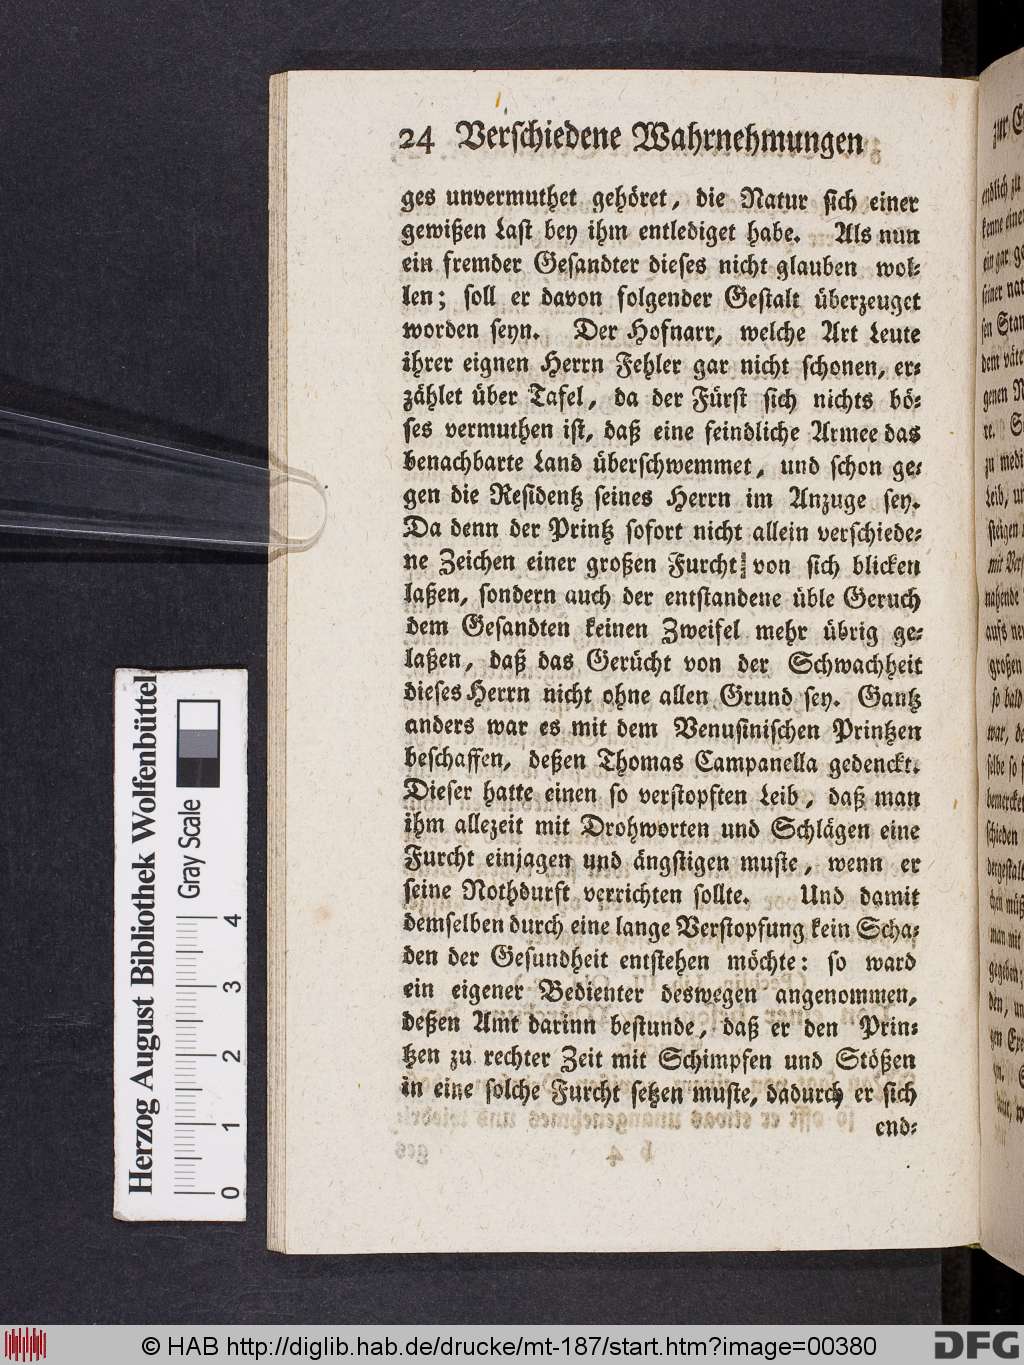 24 Verschiedene Wahrnehmungen
ges unvermuthet gehöret, die Natur sich einer
gewißen Last bey ihm entlediget habe. Als nun
ein fremder Gesandter dieses nicht glauben wol-
len; soll er davon folgender Gestalt überzeuget
worden seyn. Der Hofnarr, welche Art Leute
ihrer eignen Herrn Fehler gar nicht schonen, er-
zählet über Tafel, da der Fürst sich nichts bö-
ses vermuthen ist, daß eine feindliche Armee das
benachbarte Land überschwemmet, und schon ge-
gen die Residentz seines Herrn im Anzuge sey.
Da denn der Printz sofort nicht allein verschiede-
ne Zeichen einer großen Furcht von sich blicken
laßen, sondern auch der entstandene üble Geruch
dem Gesandten keinen Zweifel mehr übrig ge-
laßen, daß das Gerücht von der Schwachheit
dieses Herrn nicht ohne allen Grund sey. Gantz
anders war es mit dem Venusinischen Printzen
beschaffen, deßen Thomas Campanella gedenckt.
Dieser hatte einen so verstopften Leib, daß man
ihm allezeit mit Drohworten und Schlägen eine
Furcht einjagen und ängstigen muste, wenn er
seine Nothdurft verrichten sollte. Und damit
demselben durch eine lange Verstopfung kein Scha-
den der Gesundheit entstehen möchte: so ward
ein eigener Bedienter deswegen angenommen,
deßen Amt darinn bestunde, daß er den Prin-
tzen zu rechter Zeit mit Schimpfen und Stößen
in eine solche Furcht setzen muste, dadurch er sich
end-
Herzog August Bibliothek Wolfenbüttel
Gray Scale
0 1 2 3 4
© HAB http://diglib.hab.de/drucke/mt-187/start.htm?image=00380
DFG